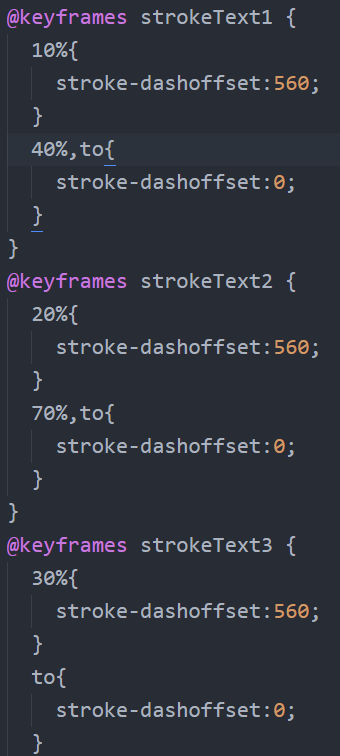 @keyframes strokeText1 {
10%{
stroke-dashoffset:560;
}
40%,to{
stroke-dashoffset:0;
}
}
@keyframes strokeText2 {
20%{
stroke-dashoffset:560;
}
70%,to{
stroke-dashoffset:0;
}
}
@keyframes strokeText3 {
30%{
stroke-dashoffset:560;
}
to{
stroke-dashoffset:0;
}